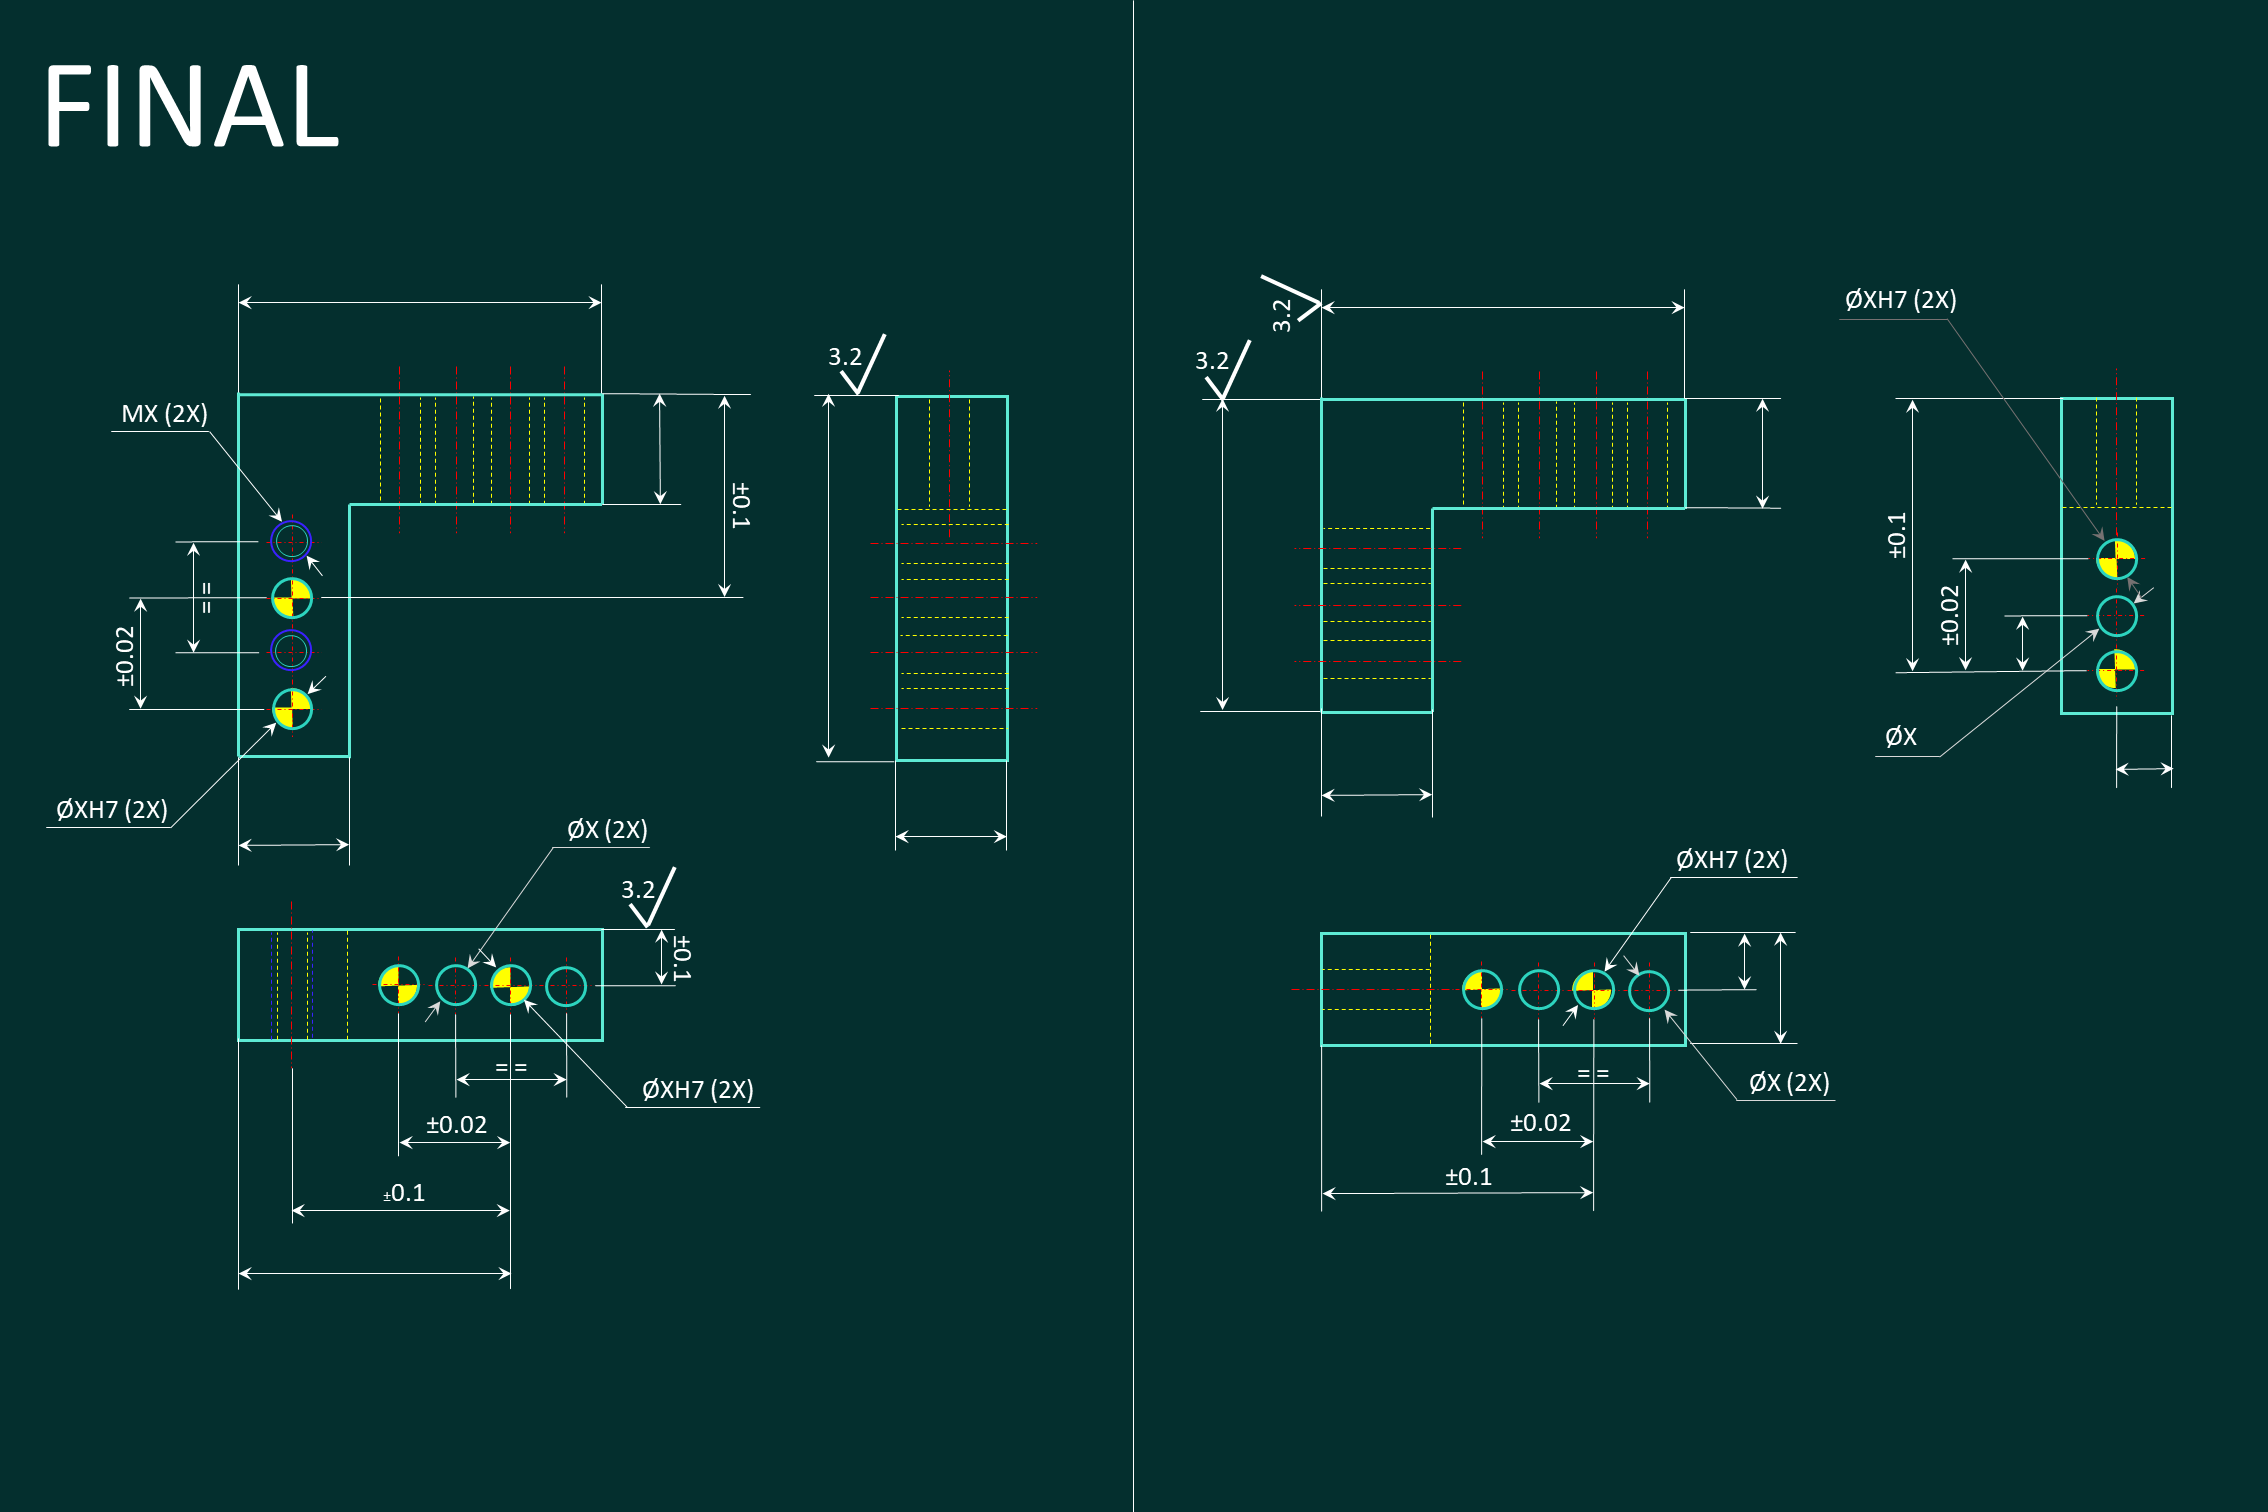 FINAL
3.2
MX (2X)
±0.1
=
=
±0.02
ØXH7 (2X)
ØX (2X)
3.2
±0.1
= =
ØXH7 (2X)
±0.02
±0.1
3.2
3.2
ØXH7 (2X)
±0.1
±0.02
ØX
ØXH7 (2X)
= =
ØX (2X)
±0.02
±0.1